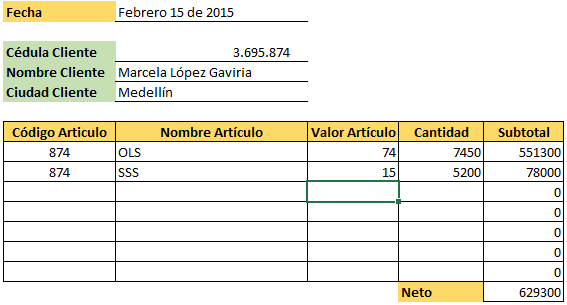 Fecha Febrero 15 de 2015
Cédula Cliente 3.695.874
Nombre Cliente Marcela López Gaviria
Ciudad Cliente Medellín
Código Articulo Nombre Artículo Valor Artículo Cantidad Subtotal
874 OLS 74 7450 551300
874 SSS 15 5200 78000
0
0
0
0
0
Neto 629300